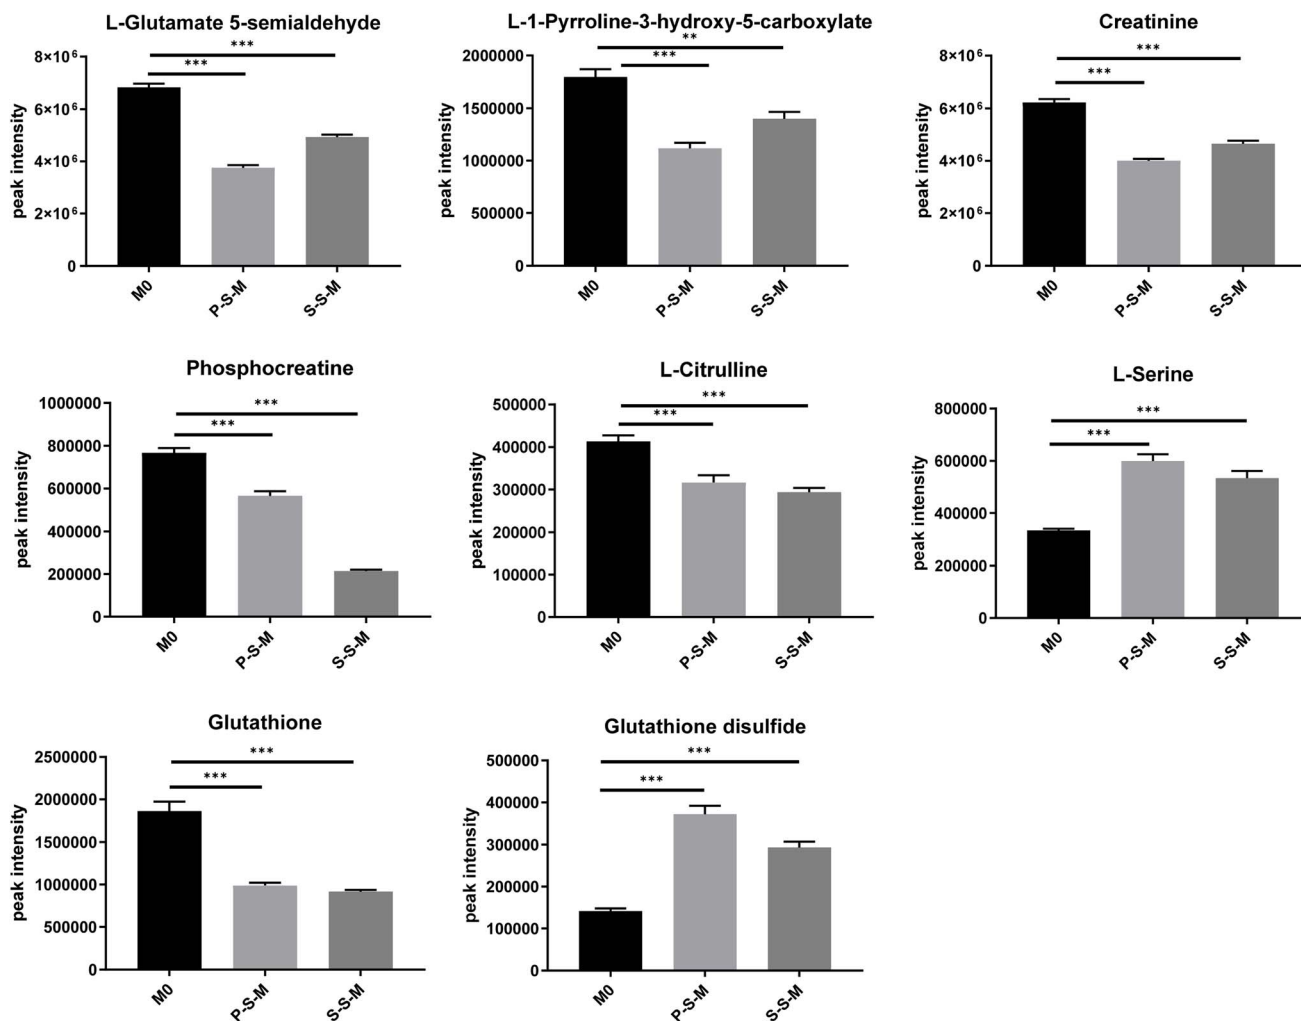 L-Glutamate 5-semialdehyde
peak intensity
8×10⁶
6×10⁶
4×10⁶
2×10⁶
0
***
***
M0
P-S-M
S-S-M
L-1-Pyrroline-3-hydroxy-5-carboxylate
peak intensity
2000000
1500000
1000000
500000
0
**
***
M0
P-S-M
S-S-M
Creatinine
peak intensity
8×10⁶
6×10⁶
4×10⁶
2×10⁶
0
***
***
M0
P-S-M
S-S-M
Phosphocreatine
peak intensity
1000000
800000
600000
400000
200000
0
***
***
M0
P-S-M
S-S-M
L-Citrulline
peak intensity
500000
400000
300000
200000
100000
0
***
***
M0
P-S-M
S-S-M
L-Serine
peak intensity
800000
600000
400000
200000
0
***
***
M0
P-S-M
S-S-M
Glutathione
peak intensity
2500000
2000000
1500000
1000000
500000
0
***
***
M0
P-S-M
S-S-M
Glutathione disulfide
peak intensity
500000
400000
300000
200000
100000
0
***
***
M0
P-S-M
S-S-M